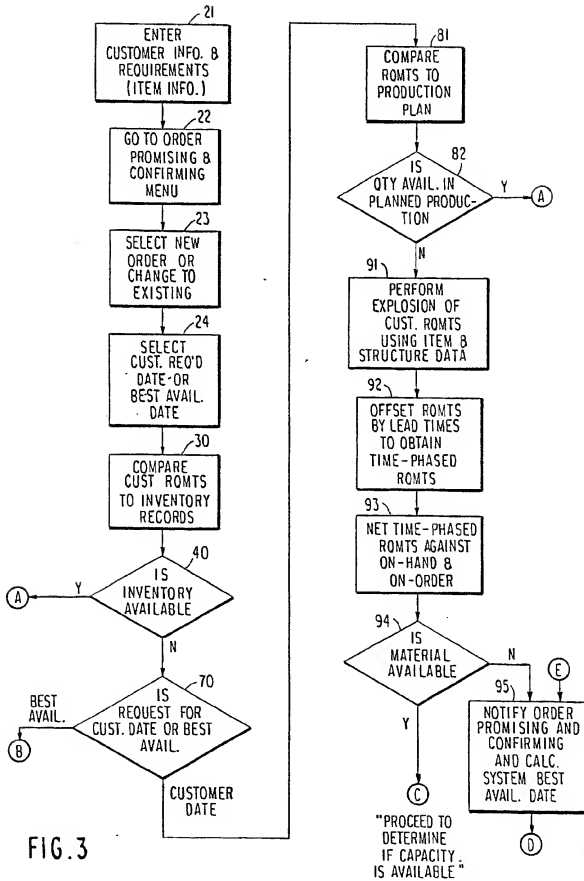 21
ENTER
CUSTOMER INFO. &
REQUIREMENTS
(ITEM INFO.)
22
GO TO ORDER
PROMISING &
CONFIRMING
MENU
23
SELECT NEW
ORDER OR
CHANGE TO
EXISTING
24
SELECT
CUST. REQ'D
DATE-OR
BEST AVAIL.
DATE
30
COMPARE
CUST RQMTS
TO INVENTORY
RECORDS
40
IS
INVENTORY
AVAILABLE
Y
A
N
70
IS
REQUEST FOR
CUST. DATE OR BEST
AVAIL.
BEST
AVAIL.
B
CUSTOMER
DATE
81
COMPARE
RQMTS TO
PRODUCTION
PLAN
82
IS
QTY AVAIL. IN
PLANNED PRODUC-
TION
Y
A
N
91
PERFORM
EXPLOSION OF
CUST. RQMTS
USING ITEM &
STRUCTURE DATA
92
OFFSET RQMTS
BY LEAD TIMES
TO OBTAIN
TIME-PHASED
RQMTS
93
NET TIME-PHASED
RQMTS AGAINST
ON-HAND &
ON-ORDER
94
IS
MATERIAL
AVAILABLE
N
E
Y
95
NOTIFY ORDER
PROMISING AND
CONFIRMING
AND CALC.
SYSTEM BEST
AVAIL. DATE
C
D
"PROCEED TO
DETERMINE
IF CAPACITY.
IS AVAILABLE"
FIG.3